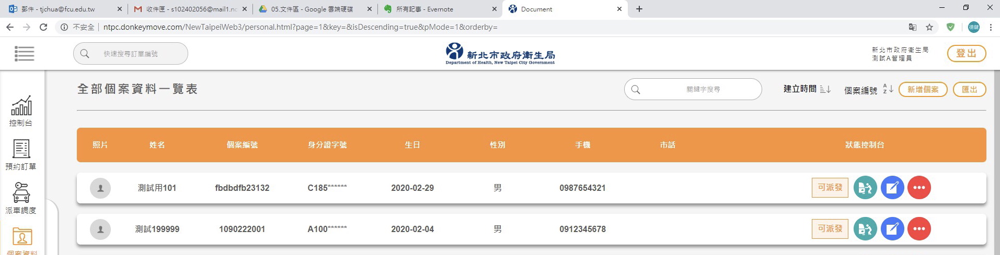 郵件 - tjchua@fcu.edu.tw
收件匣 - s102402056@mail1.nc
05.文件區 - Google 雲端硬碟
所有記事 - Evernote
Document
不安全 | ntpc.donkeymove.com/NewTaipeiWeb3/personal.html?page=1&key=&isDescending=true&pMode=1&orderby=
德鍵
快速搜尋訂單編號
新北市政府衛生局
Department of Health, New Taipei City Government
新北市政府衛生局
測試A管理員
登出
全部個案資料一覽表
關鍵字搜尋
建立時間
個案編號
A
Z
新增個案
匯出
控制台
預約訂單
派車調度
個案資料
照片 姓名 個案編號 身分證字號 生日 性別 手機 市話 狀態控制台
測試用101 fbdbdfb23132 C185****** 2020-02-29 男 0987654321 可派發
測試199999 1090222001 A100****** 2020-02-04 男 0912345678 可派發